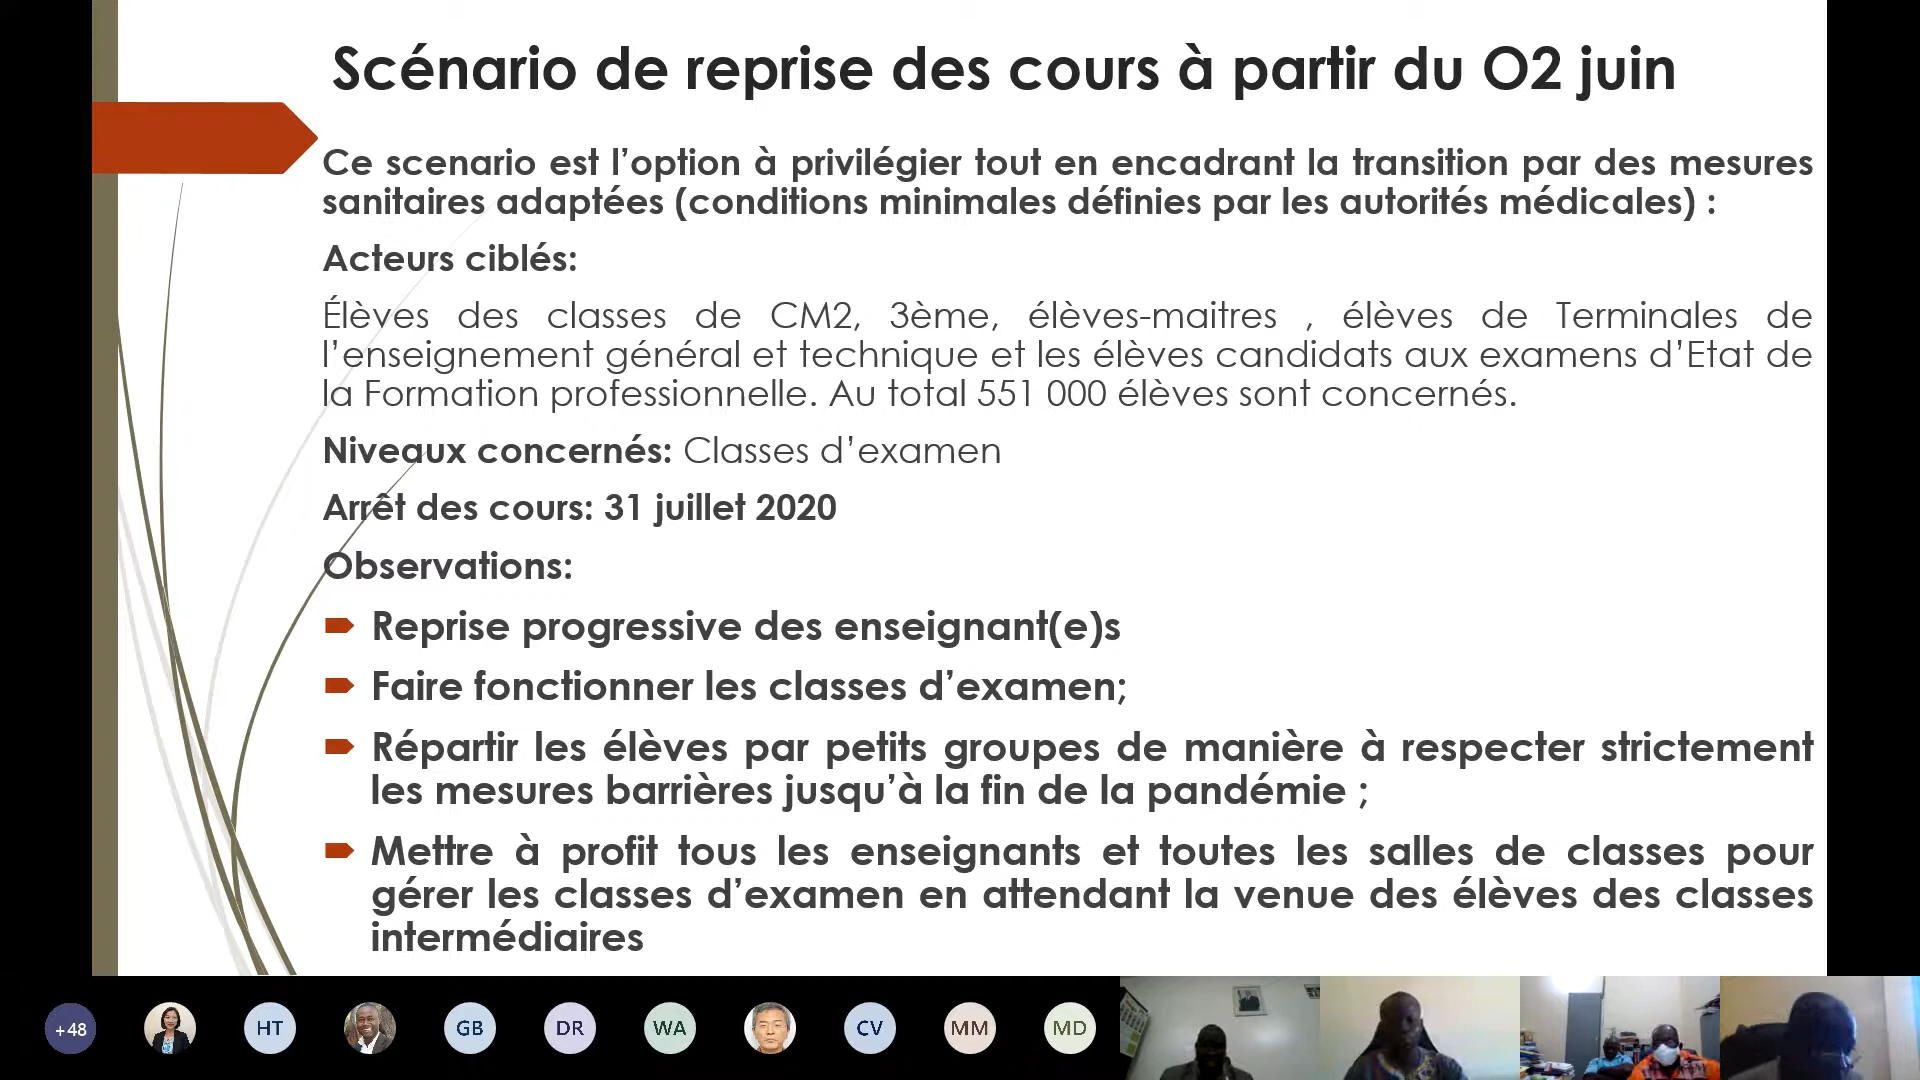 Scénario de reprise des cours à partir du O2 juin
Ce scenario est l’option à privilégier tout en encadrant la transition par des mesures
sanitaires adaptées (conditions minimales définies par les autorités médicales) :
Acteurs ciblés:
Élèves des classes de CM2, 3ème, élèves-maitres , élèves de Terminales de
l’enseignement général et technique et les élèves candidats aux examens d’Etat de
la Formation professionnelle. Au total 551 000 élèves sont concernés.
Niveaux concernés: Classes d’examen
Arrêt des cours: 31 juillet 2020
Observations:
Reprise progressive des enseignant(e)s
Faire fonctionner les classes d’examen;
Répartir les élèves par petits groupes de manière à respecter strictement
les mesures barrières jusqu’à la fin de la pandémie ;
Mettre à profit tous les enseignants et toutes les salles de classes pour
gérer les classes d’examen en attendant la venue des élèves des classes
intermédiaires
+48 HT GB DR WA CV MM MD